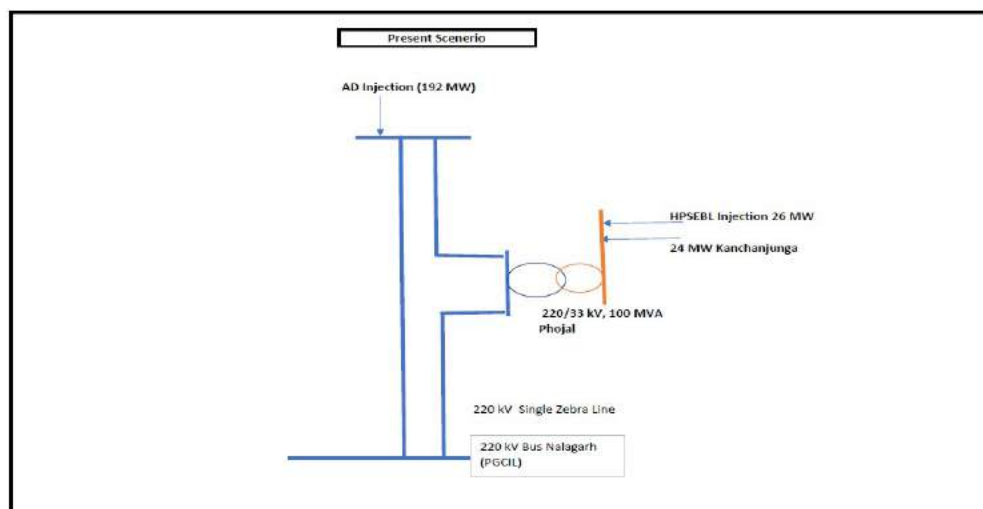 Present Scenerio
AD Injection (192 MW)
HPSEBL Injection 26 MW
24 MW Kanchanjunga
220/33 kV, 100 MVA
Phojal
220 kV Single Zebra Line
220 kV Bus Nalagarh
(PGCIL)